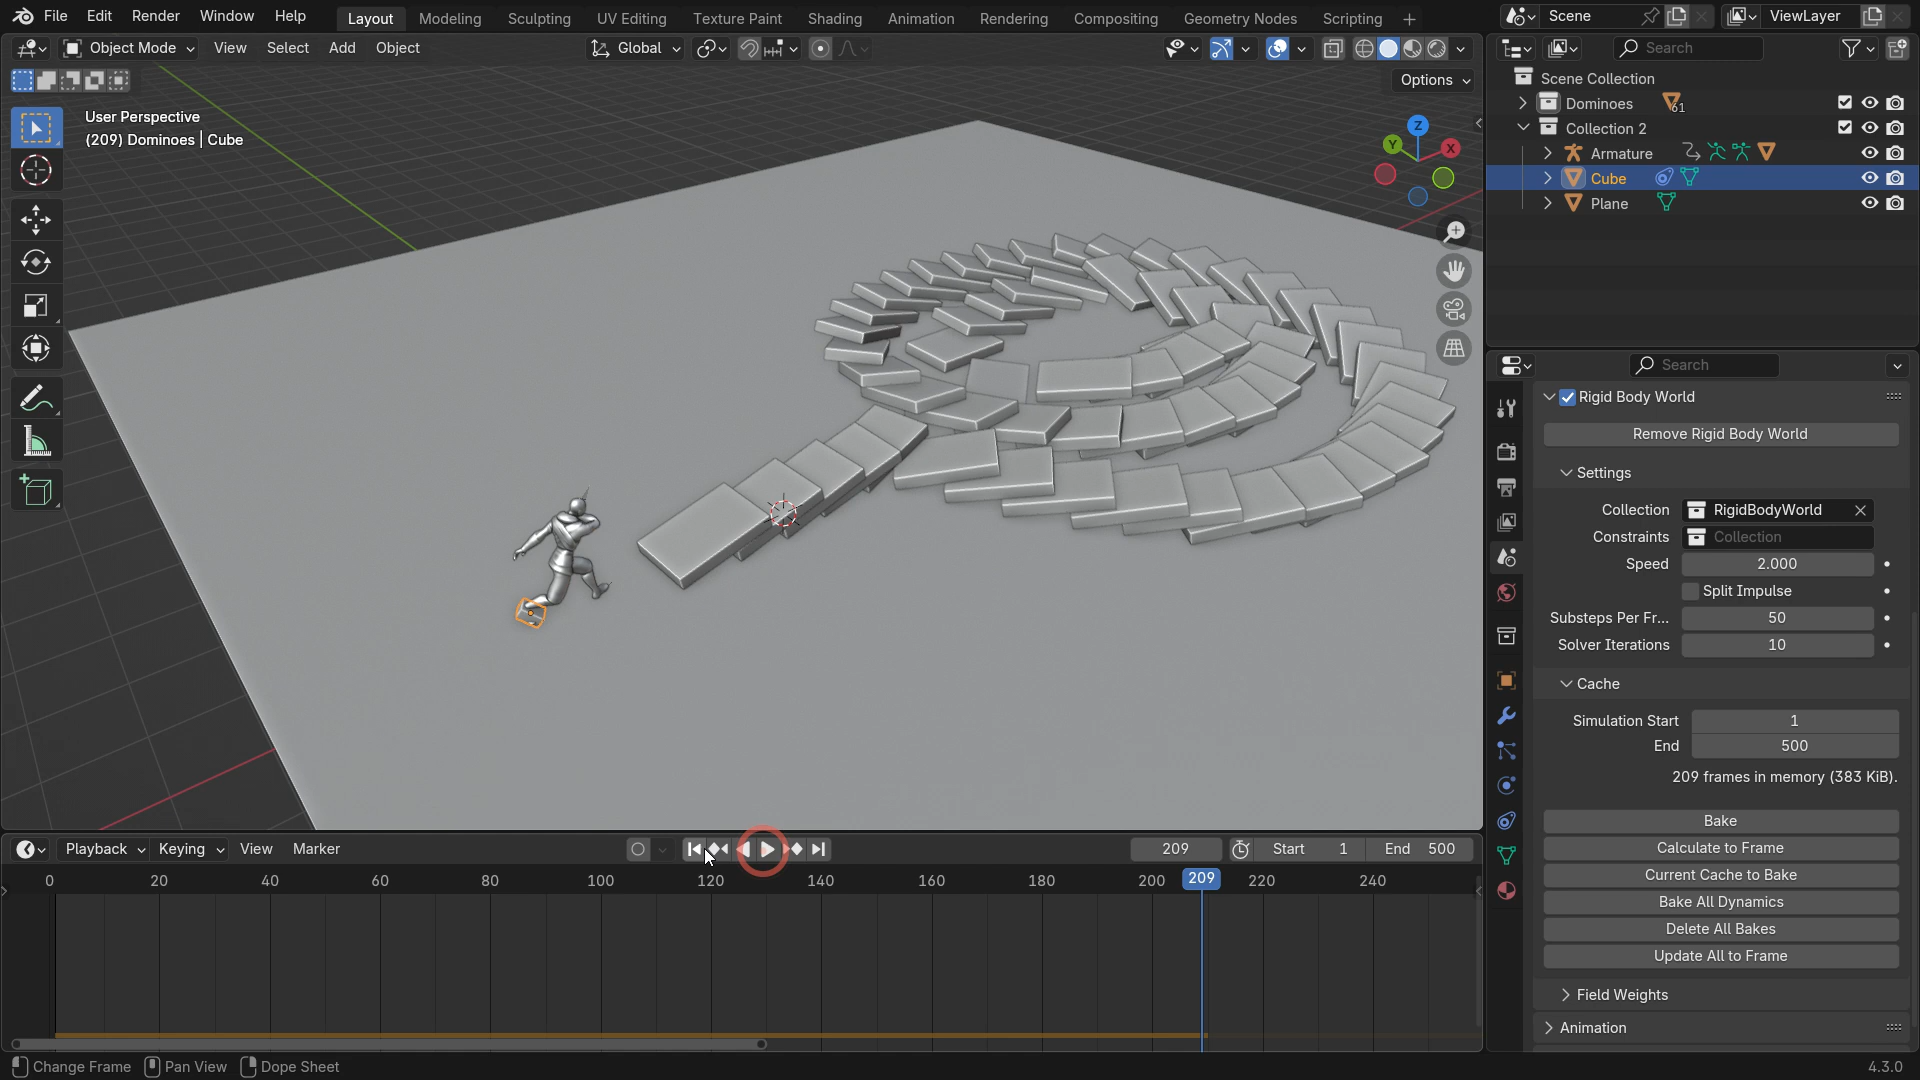 File Edit Render Window Help Layout Modeling Sculpting UV Editing Texture Paint Shading Animation Rendering Compositing Geometry Nodes Scripting + Scene ViewLayer
Object Mode View Select Add Object Global Search
Options
User Perspective
(209) Dominoes | Cube
Z
Y
X
Scene Collection
Dominoes 61
Collection 2
Armature
Cube
Plane
Search
Rigid Body World
Remove Rigid Body World
Settings
Collection RigidBodyWorld
Constraints Collection
Speed 2.000
Split Impulse
Substeps Per Fr... 50
Solver Iterations 10
Cache
Simulation Start 1
End 500
209 frames in memory (383 KiB).
Bake
Calculate to Frame
Current Cache to Bake
Bake All Dynamics
Delete All Bakes
Update All to Frame
Field Weights
Animation
Playback Keying View Marker 209 Start 1 End 500
0 20 40 60 80 100 120 140 160 180 200 209 220 240
Change Frame Pan View Dope Sheet 4.3.0